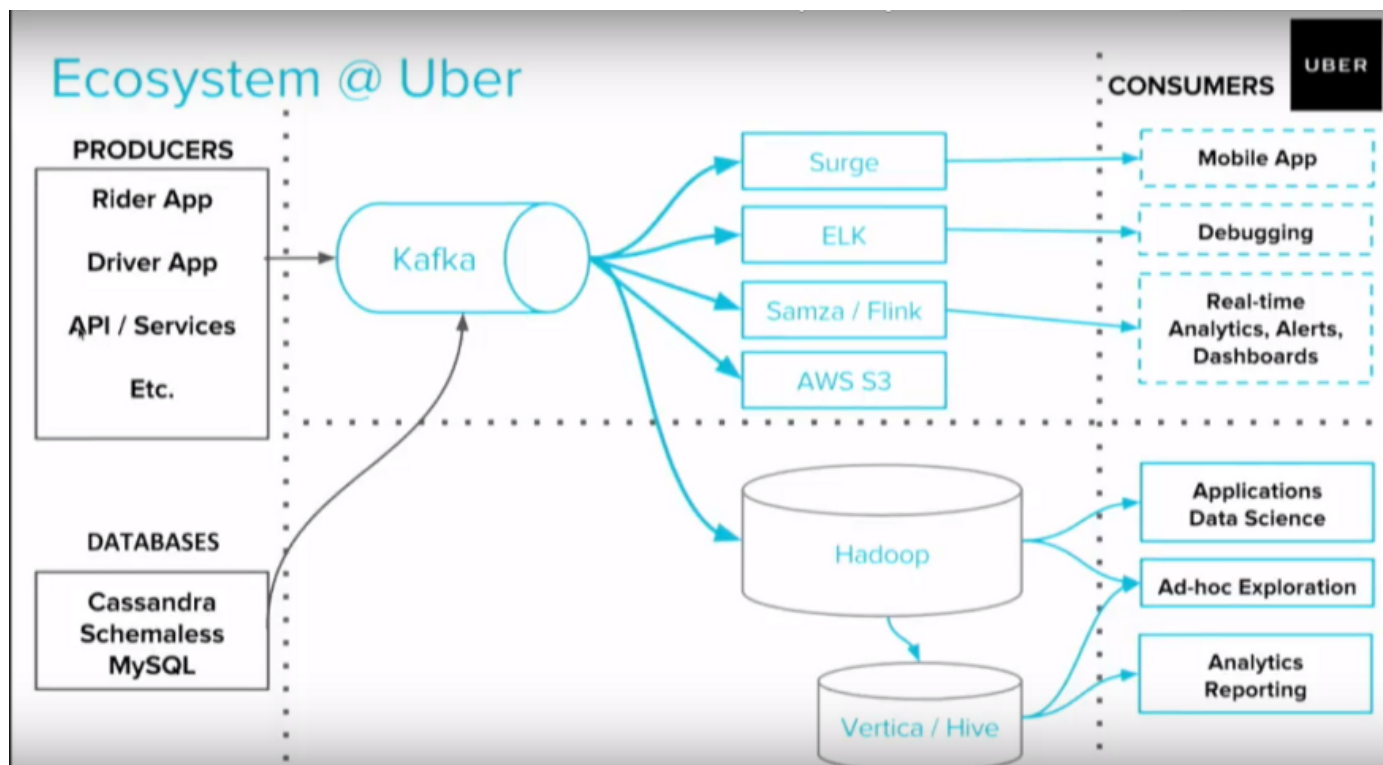 Ecosystem @ Uber
UBER
CONSUMERS
PRODUCERS
Rider App
Driver App
API / Services
Etc.
Kafka
Surge
ELK
Samza / Flink
AWS S3
Mobile App
Debugging
Real-time
Analytics, Alerts,
Dashboards
DATABASES
Cassandra
Schemaless
MySQL
Hadoop
Vertica / Hive
Applications
Data Science
Ad-hoc Exploration
Analytics
Reporting